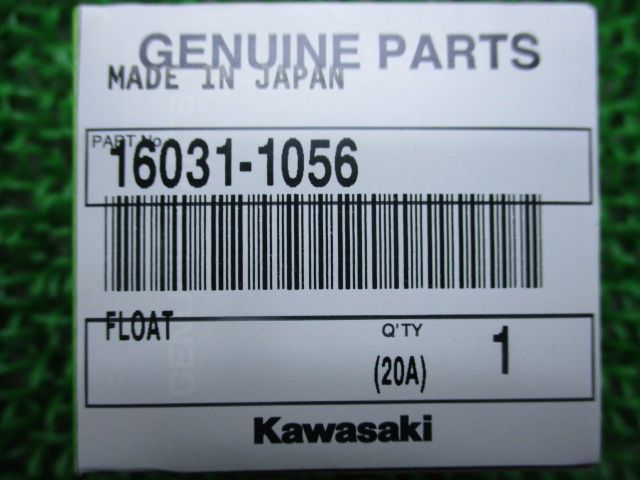 GENUINE PARTS
MADE IN JAPAN
PART No.
16031-1056
FLOAT
Q'TY
(20A)
1
Kawasaki